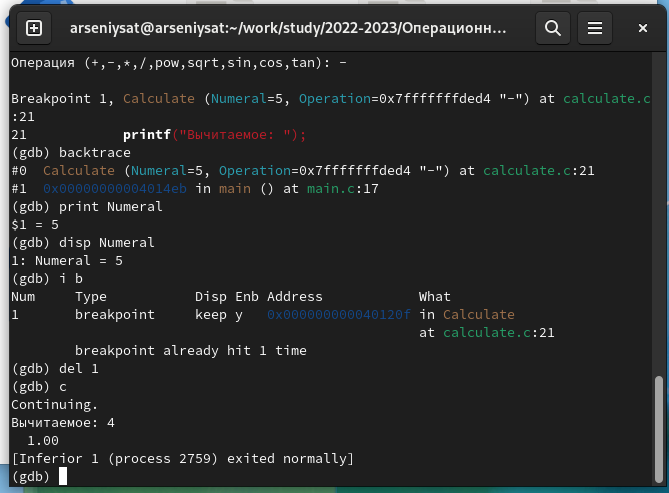 arseniysat@arseniysat:~/work/study/2022-2023/Операционн...
Операция (+,-,*,/,pow,sqrt,sin,cos,tan): -
Breakpoint 1, Calculate (Numeral=5, Operation=0x7fffffffded4 "-") at calculate.c
:21
21             printf("Вычитаемое: ");
(gdb) backtrace
#0  Calculate (Numeral=5, Operation=0x7fffffffded4 "-") at calculate.c:21
#1  0x00000000004014eb in main () at main.c:17
(gdb) print Numeral
$1 = 5
(gdb) disp Numeral
1: Numeral = 5
(gdb) i b
Num     Type           Disp Enb Address            What
1       breakpoint     keep y   0x000000000040120f in Calculate
                                                   at calculate.c:21
        breakpoint already hit 1 time
(gdb) del 1
(gdb) c
Continuing.
Вычитаемое: 4
  1.00
[Inferior 1 (process 2759) exited normally]
(gdb)